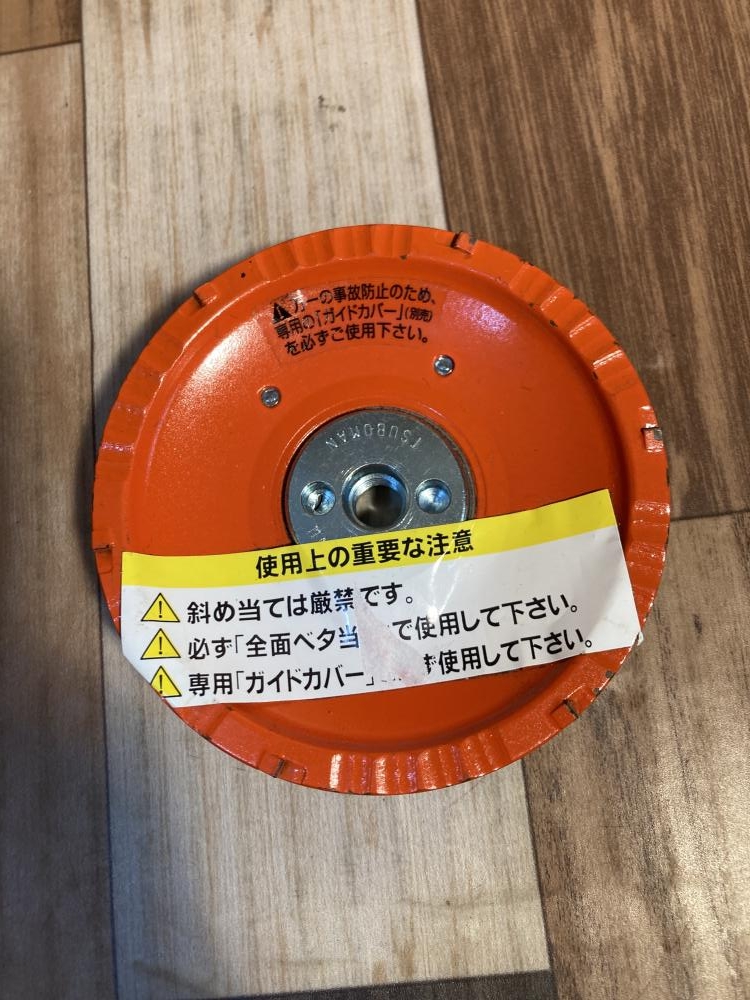 万一の事故防止のため、
専用の「ガイドカバー」(別売)
を必ずご使用下さい。
TSUBOMAN
使用上の重要な注意
斜め当ては厳禁です。
必ず「全面ベタ当 で使用して下さい。
専用「ガイドカバー」 ず使用して下さい。